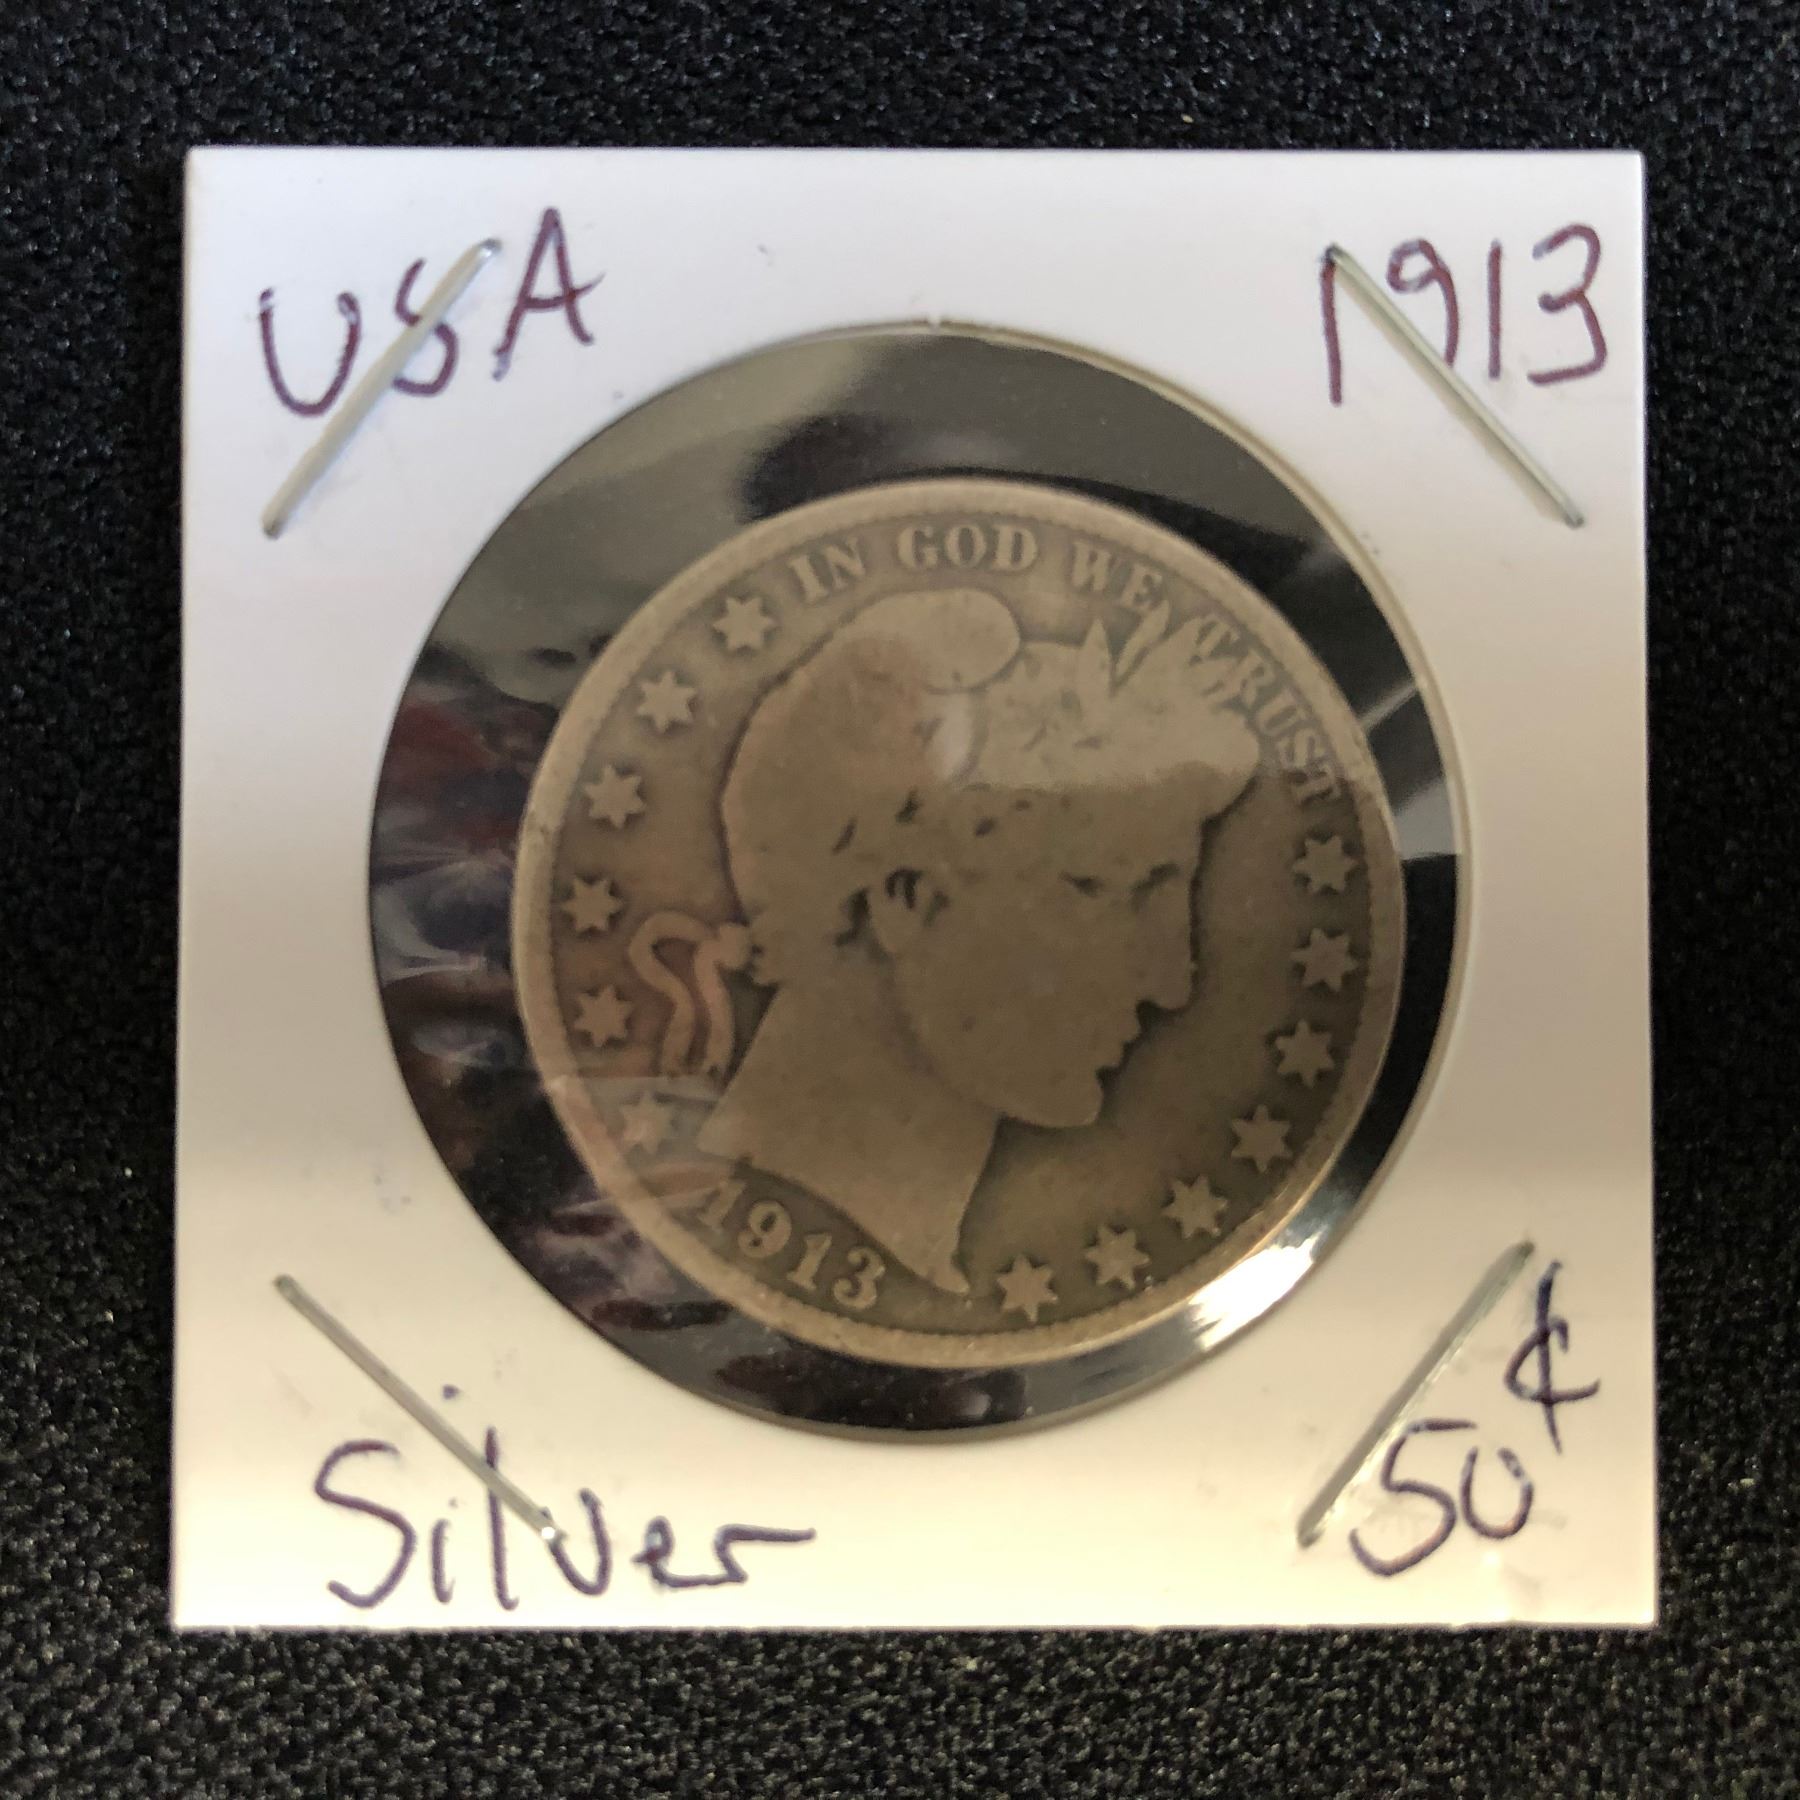 USA
1913
IN GOD WE TRUST
1913
Silver
50¢